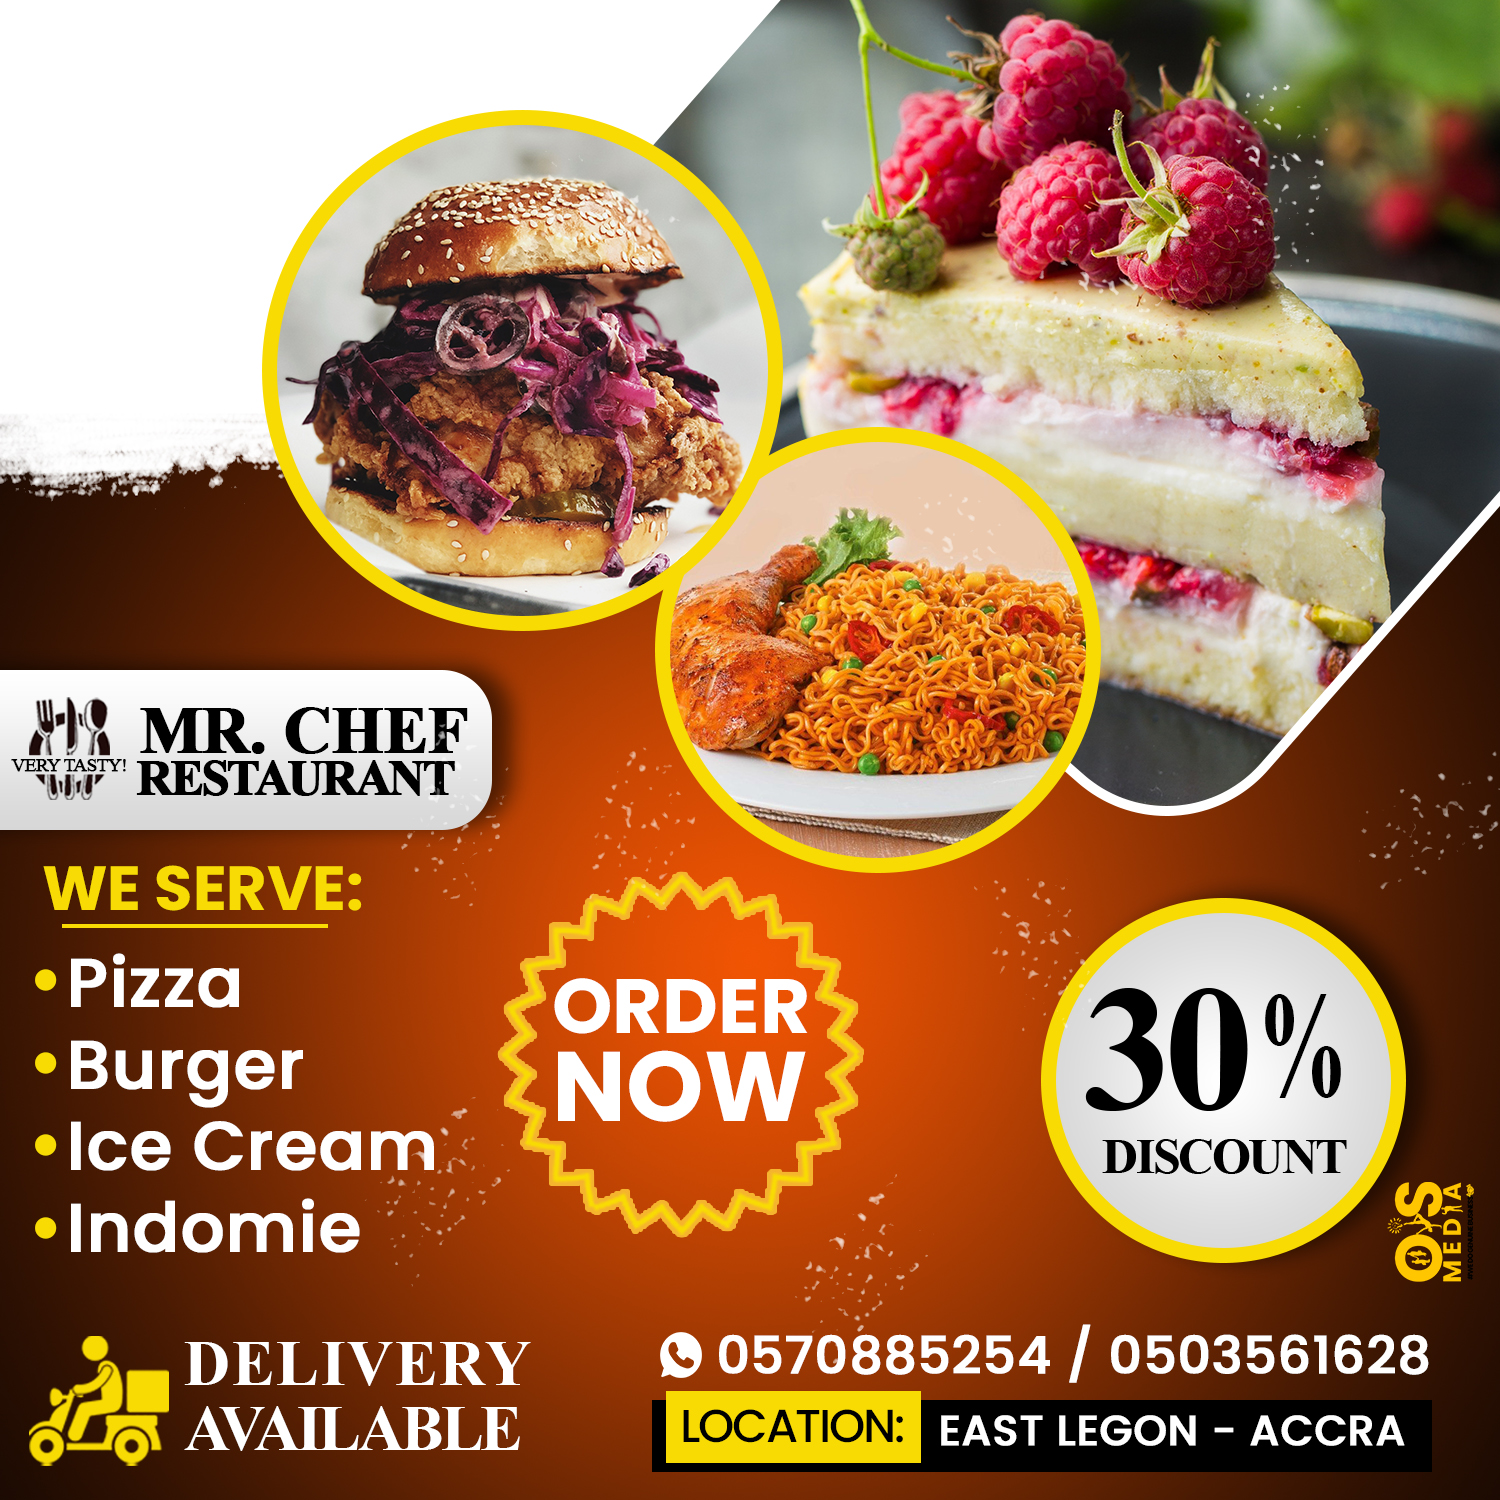 VERY TASTY!
MR. CHEF
RESTAURANT
WE SERVE:
•Pizza
•Burger
•Ice Cream
•Indomie
ORDER
NOW
30%
DISCOUNT
OS
MEDIA
DELIVERY
AVAILABLE
0570885254 / 0503561628
LOCATION: EAST LEGON - ACCRA